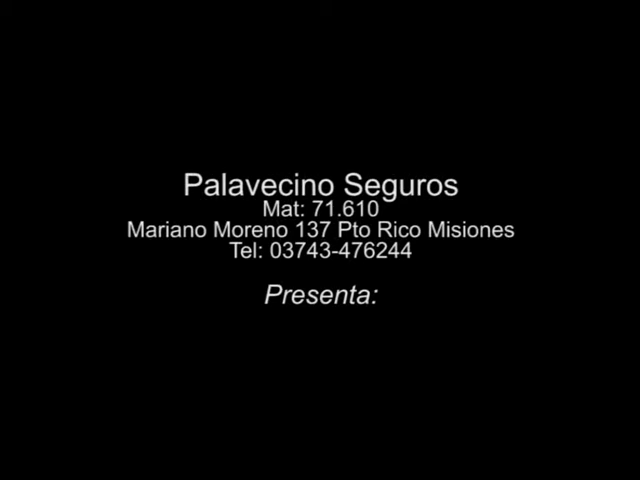 Palavecino Seguros
Mat: 71.610
Mariano Moreno 137 Pto Rico Misiones
Tel: 03743-476244
Presenta: